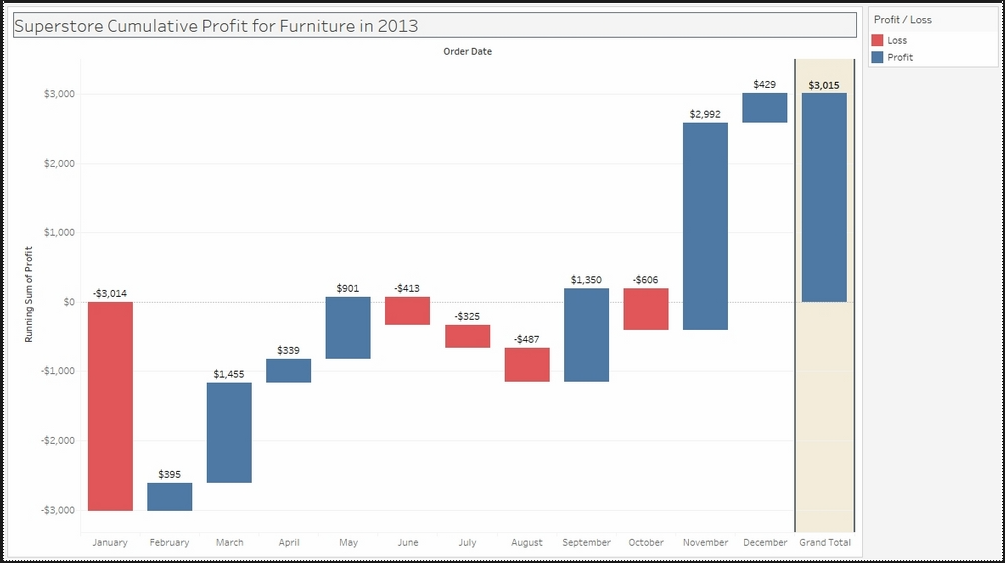 Superstore Cumulative Profit for Furniture in 2013
Profit / Loss
Loss
Profit
Order Date
Running Sum of Profit
$3,000
$2,000
$1,000
$0
-$1,000
-$2,000
-$3,000
-$3,014
$395
$1,455
$339
$901
-$413
-$325
-$487
$1,350
-$606
$2,992
$429
$3,015
January February March April May June July August September October November December Grand Total